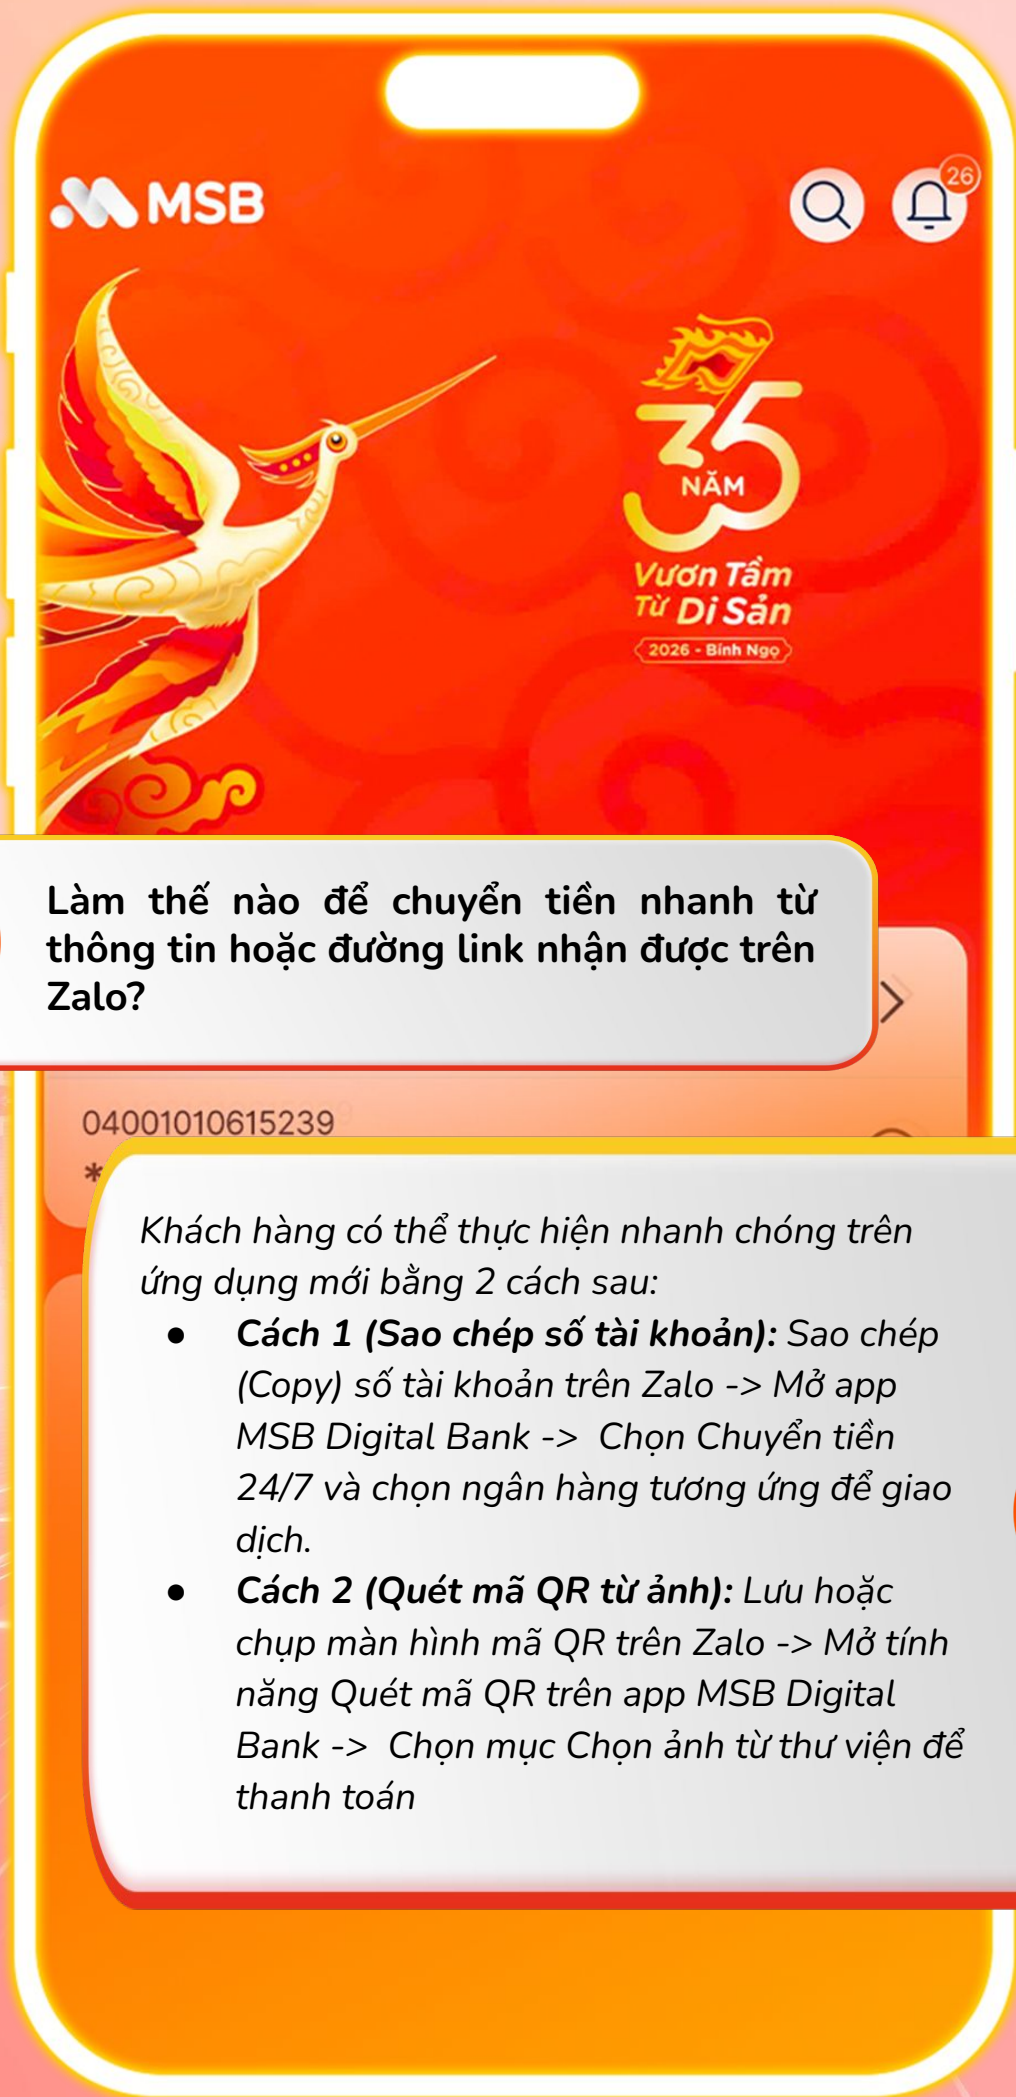 MSB
26
35
NĂM
Vươn Tầm
Từ Di Sản
2026 - Bính Ngọ
Làm thế nào để chuyển tiền nhanh từ
thông tin hoặc đường link nhận được trên
Zalo?
04001010615239
*
Khách hàng có thể thực hiện nhanh chóng trên
ứng dụng mới bằng 2 cách sau:
● Cách 1 (Sao chép số tài khoản): Sao chép
(Copy) số tài khoản trên Zalo -> Mở app
MSB Digital Bank -> Chọn Chuyển tiền
24/7 và chọn ngân hàng tương ứng để giao
dịch.
● Cách 2 (Quét mã QR từ ảnh): Lưu hoặc
chụp màn hình mã QR trên Zalo -> Mở tính
năng Quét mã QR trên app MSB Digital
Bank -> Chọn mục Chọn ảnh từ thư viện để
thanh toán